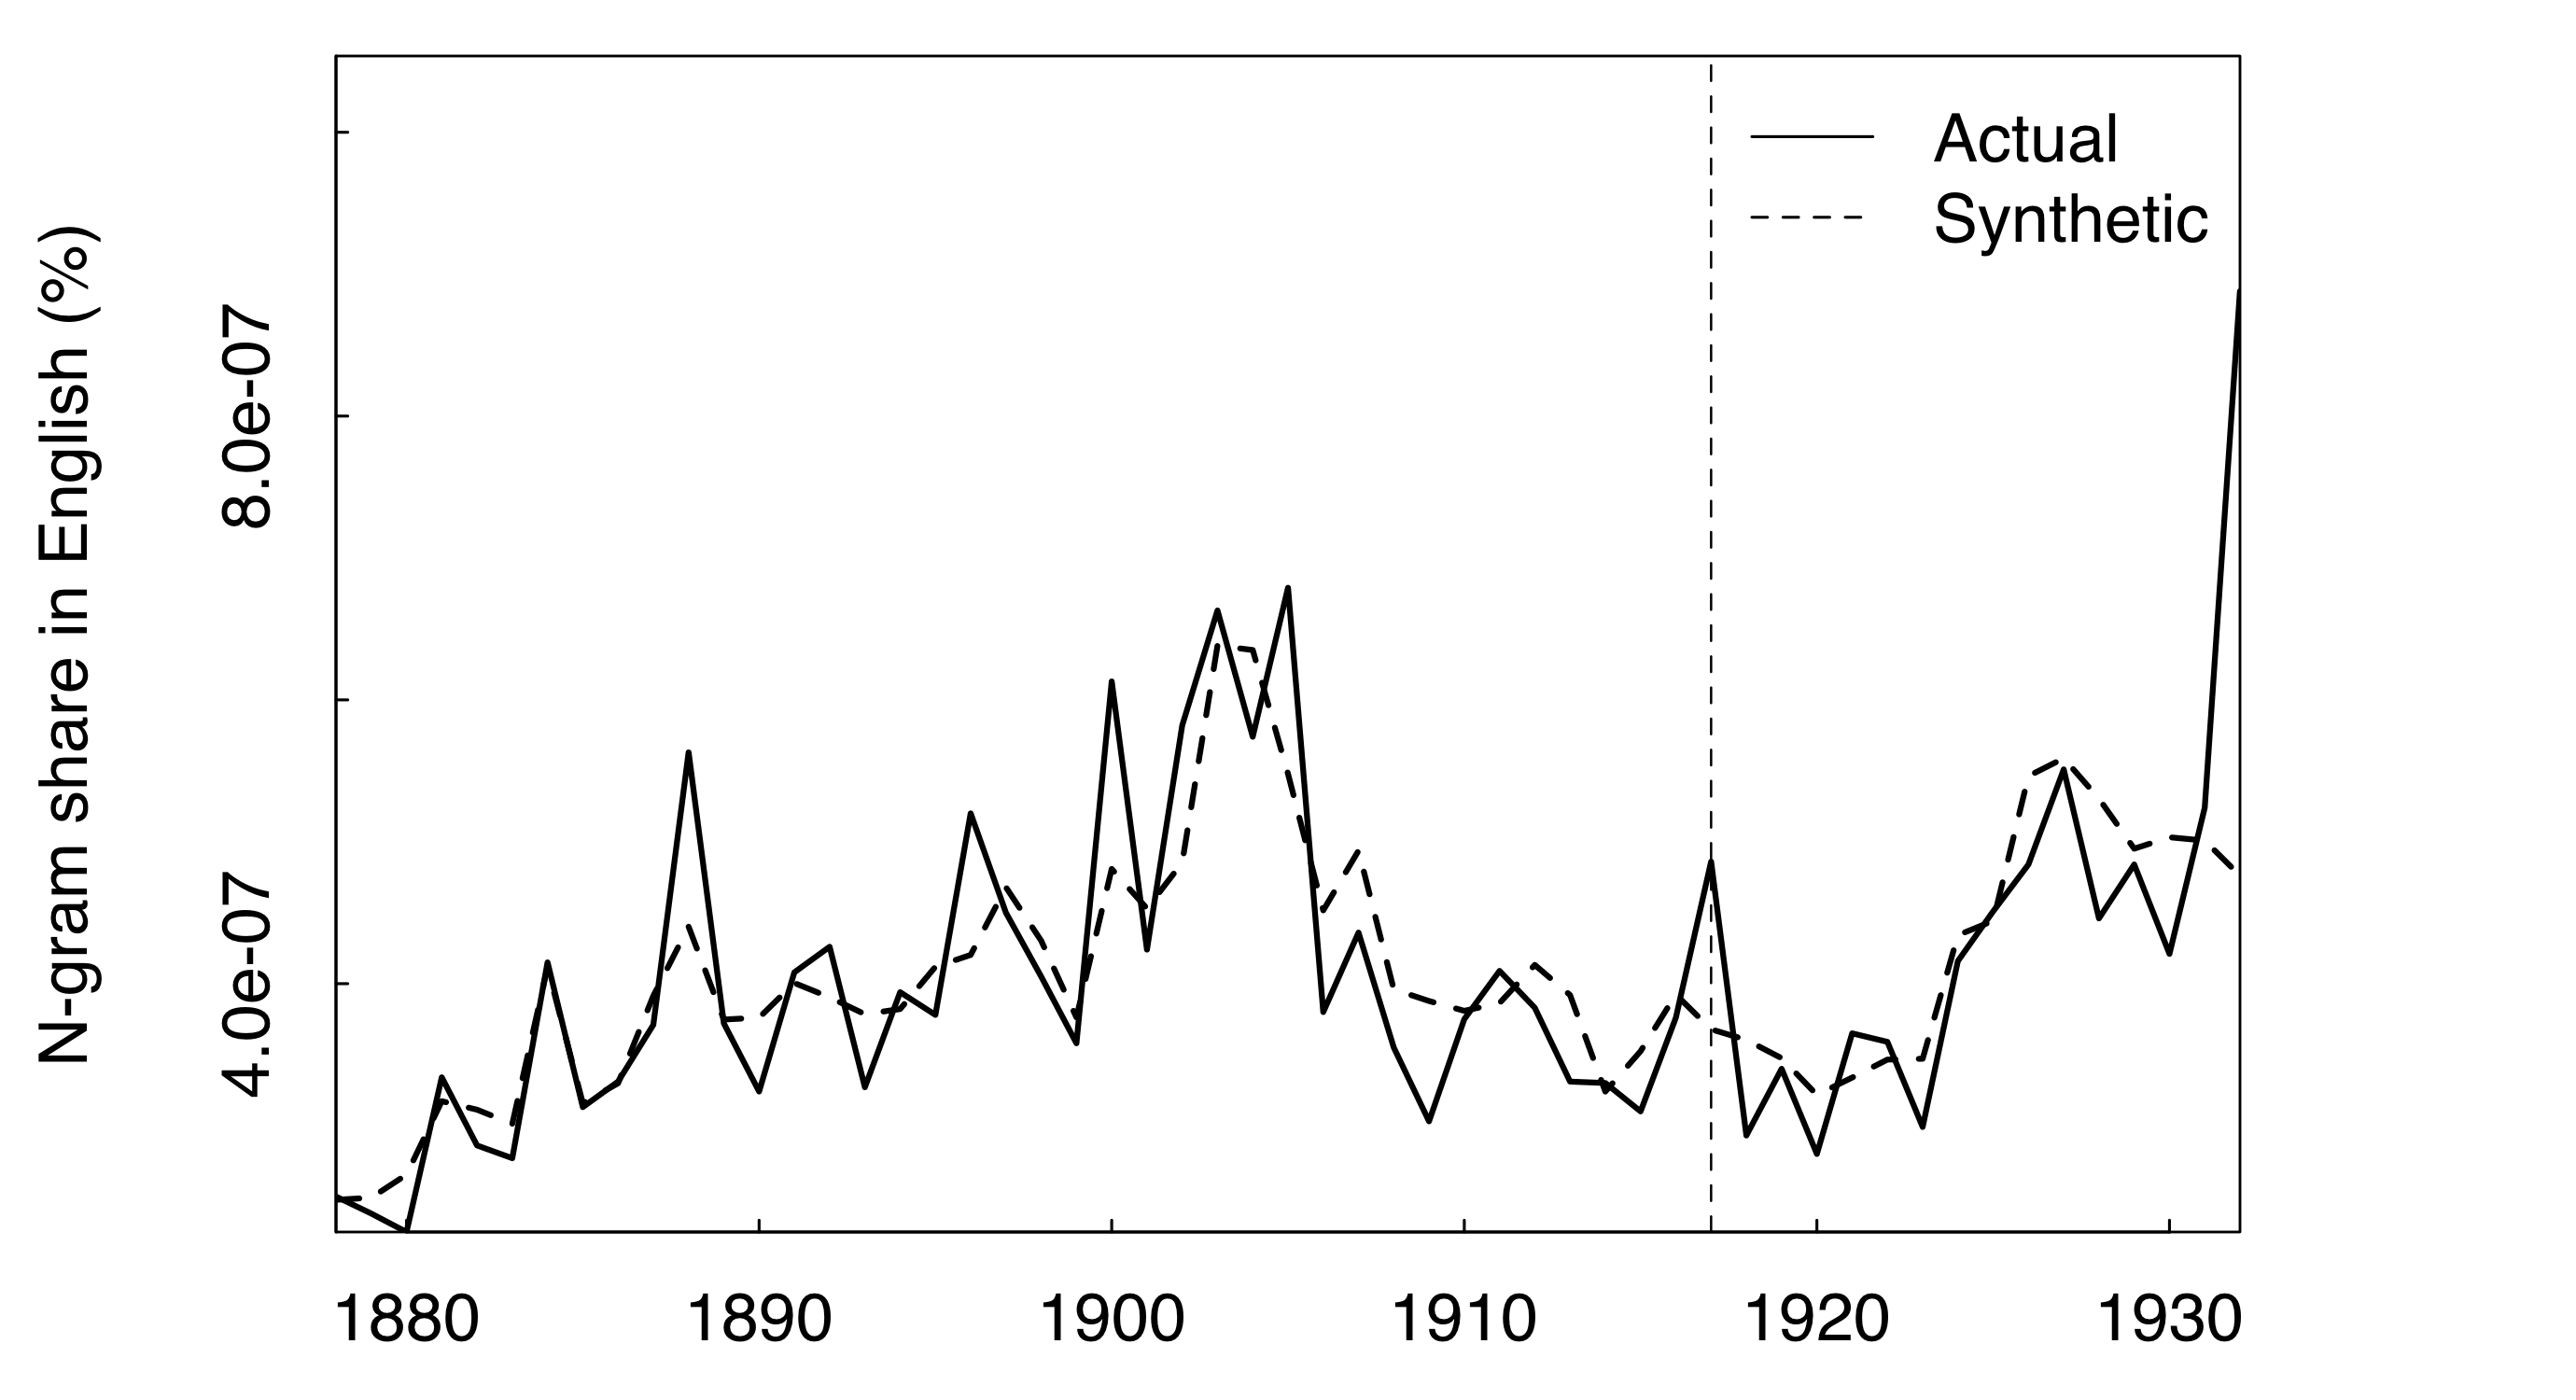 N-gram share in English (%)
8.0e-07
4.0e-07
Actual
Synthetic
1880 1890 1900 1910 1920 1930